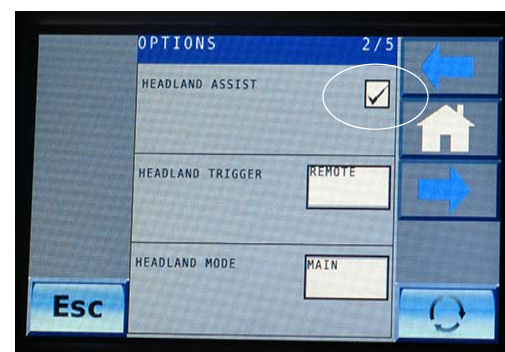 OPTIONS 2/5
HEADLAND ASSIST
HEADLAND TRIGGER REMOTE
HEADLAND MODE MAIN
Esc